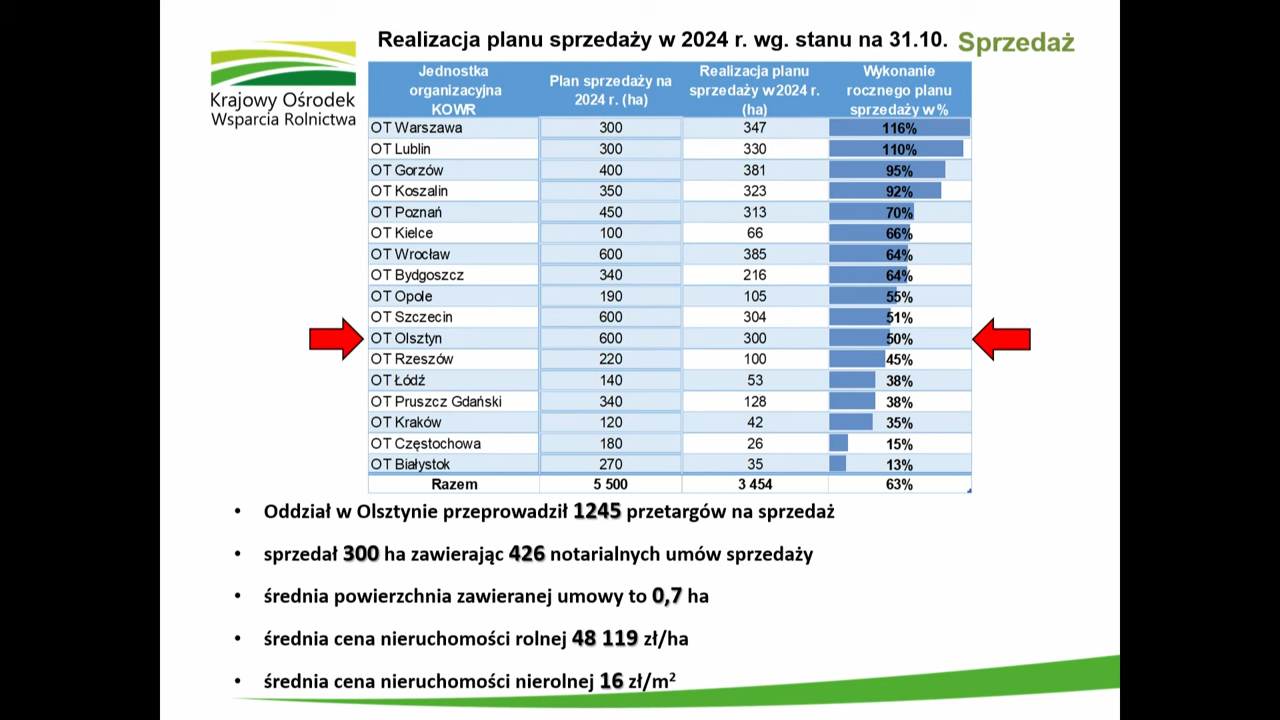 Realizacja planu sprzedaży w 2024 r. wg. stanu na 31.10. Sprzedaż
Krajowy Ośrodek
Wsparcia Rolnictwa
Jednostka organizacyjna KOWR Plan sprzedaży na 2024 r. (ha) Realizacja planu sprzedaży w 2024 r. (ha) Wykonanie rocznego planu sprzedaży w %
OT Warszawa 300 347 116%
OT Lublin 300 330 110%
OT Gorzów 400 381 95%
OT Koszalin 350 323 92%
OT Poznań 450 313 70%
OT Kielce 100 66 66%
OT Wrocław 600 385 64%
OT Bydgoszcz 340 216 64%
OT Opole 190 105 55%
OT Szczecin 600 304 51%
OT Olsztyn 600 300 50%
OT Rzeszów 220 100 45%
OT Łódź 140 53 38%
OT Pruszcz Gdański 340 128 38%
OT Kraków 120 42 35%
OT Częstochowa 180 26 15%
OT Białystok 270 35 13%
Razem 5 500 3 454 63%
• Oddział w Olsztynie przeprowadził 1245 przetargów na sprzedaż
• sprzedał 300 ha zawierając 426 notarialnych umów sprzedaży
• średnia powierzchnia zawieranej umowy to 0,7 ha
• średnia cena nieruchomości rolnej 48 119 zł/ha
• średnia cena nieruchomości nierolnej 16 zł/m²